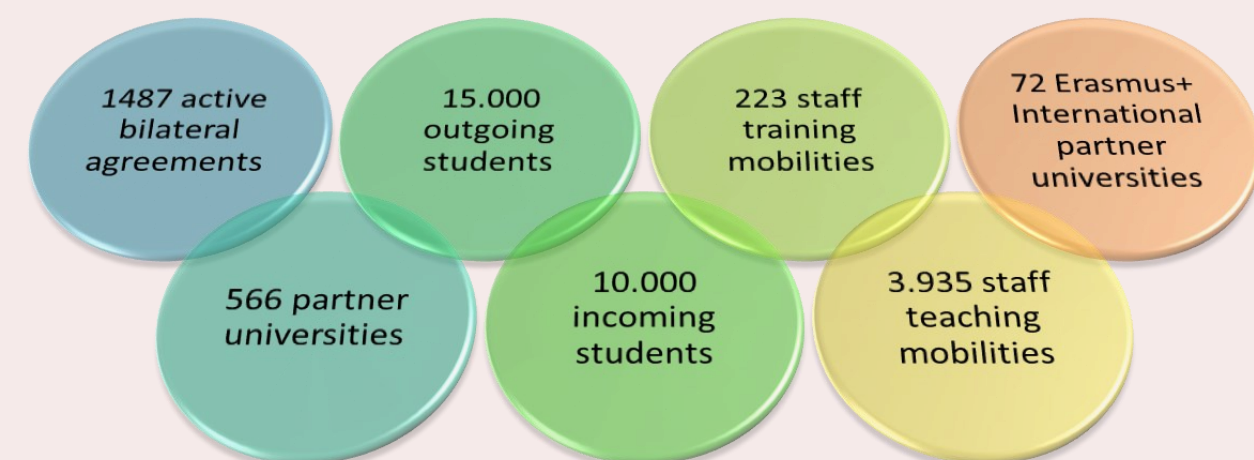 1487 active
bilateral
agreements
15.000
outgoing
students
223 staff
training
mobilities
72 Erasmus+
International
partner
universities
566 partner
universities
10.000
incoming
students
3.935 staff
teaching
mobilities